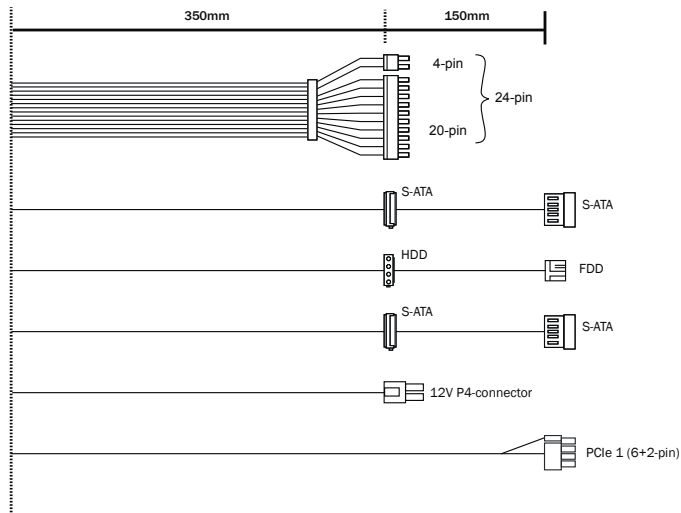 350mm
150mm
4-pin
24-pin
20-pin
S-ATA
S-ATA
HDD
FDD
S-ATA
S-ATA
12V P4-connector
PCIe 1 (6+2-pin)